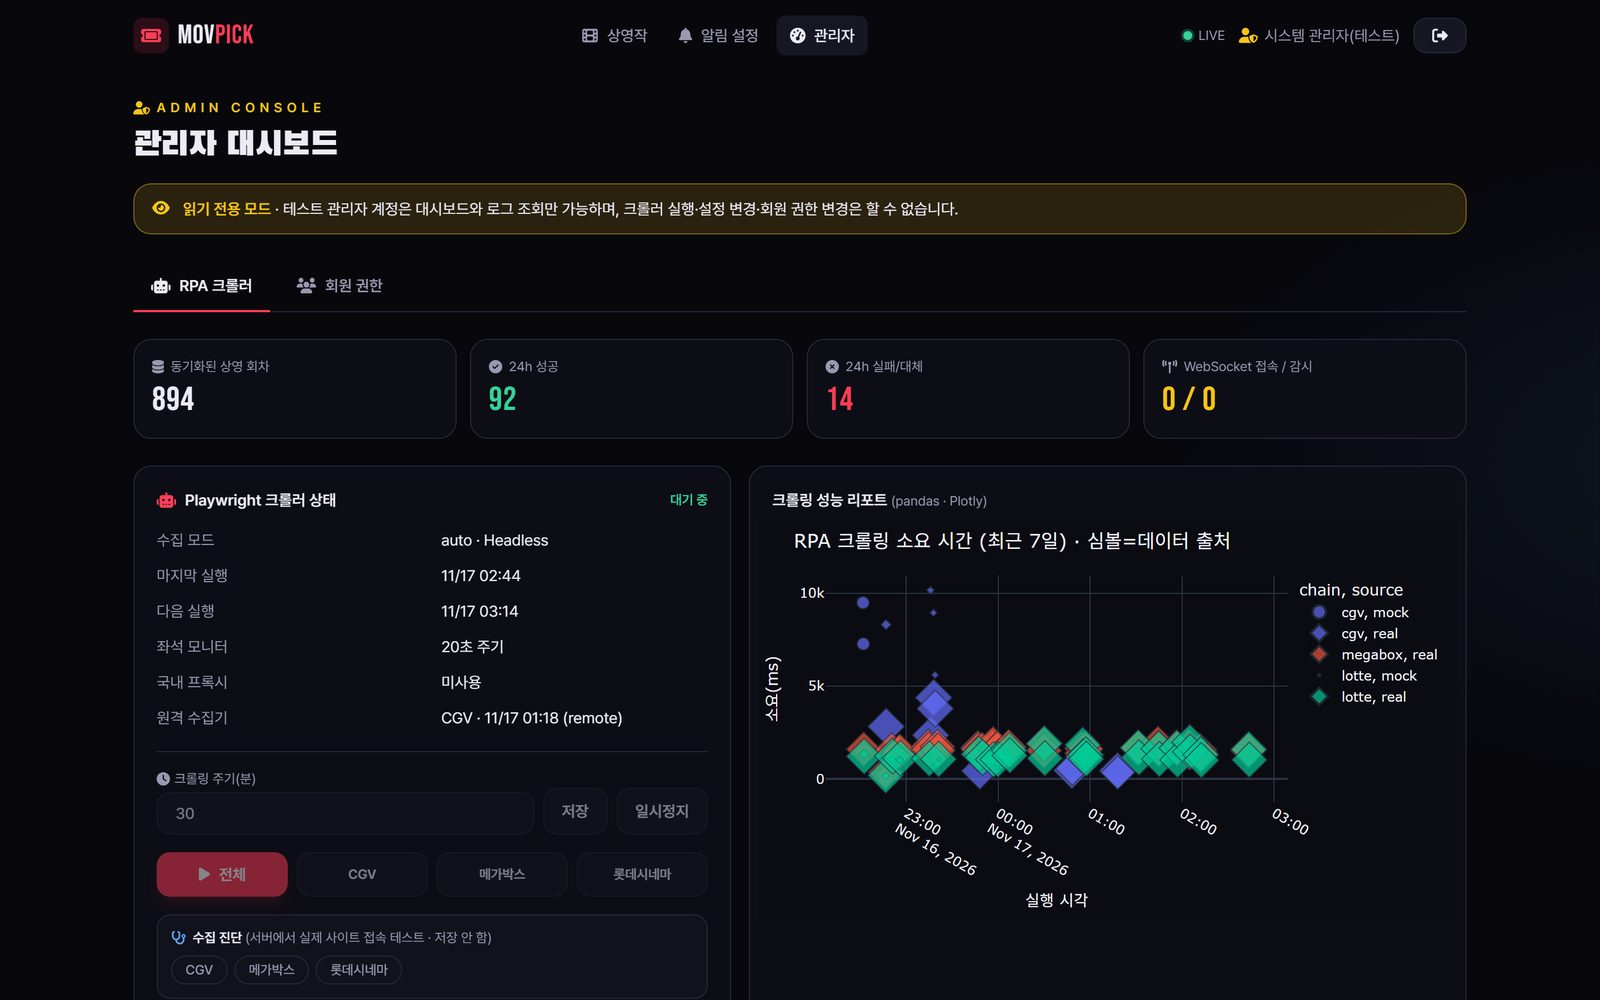 MOVPICK
상영작
알림 설정
관리자
LIVE
시스템 관리자(테스트)
ADMIN CONSOLE
관리자 대시보드
읽기 전용 모드 · 테스트 관리자 계정은 대시보드와 로그 조회만 가능하며, 크롤러 실행·설정 변경·회원 권한 변경은 할 수 없습니다.
RPA 크롤러
회원 권한
동기화된 상영 회차
894
24h 성공
92
24h 실패/대체
14
WebSocket 접속 / 감시
0 / 0
Playwright 크롤러 상태
대기 중
수집 모드
auto · Headless
마지막 실행
11/17 02:44
다음 실행
11/17 03:14
좌석 모니터
20초 주기
국내 프록시
미사용
원격 수집기
CGV · 11/17 01:18 (remote)
크롤링 주기(분)
30
저장
일시정지
전체
CGV
메가박스
롯데시네마
수집 진단 (서버에서 실제 사이트 접속 테스트 · 저장 안 함)
CGV
메가박스
롯데시네마
크롤링 성능 리포트 (pandas · Plotly)
RPA 크롤링 소요 시간 (최근 7일) · 심볼=데이터 출처
10k
5k
0
소요(ms)
23:00
Nov 16, 2026
00:00
Nov 17, 2026
01:00
02:00
03:00
실행 시각
chain, source
cgv, mock
cgv, real
megabox, real
lotte, mock
lotte, real